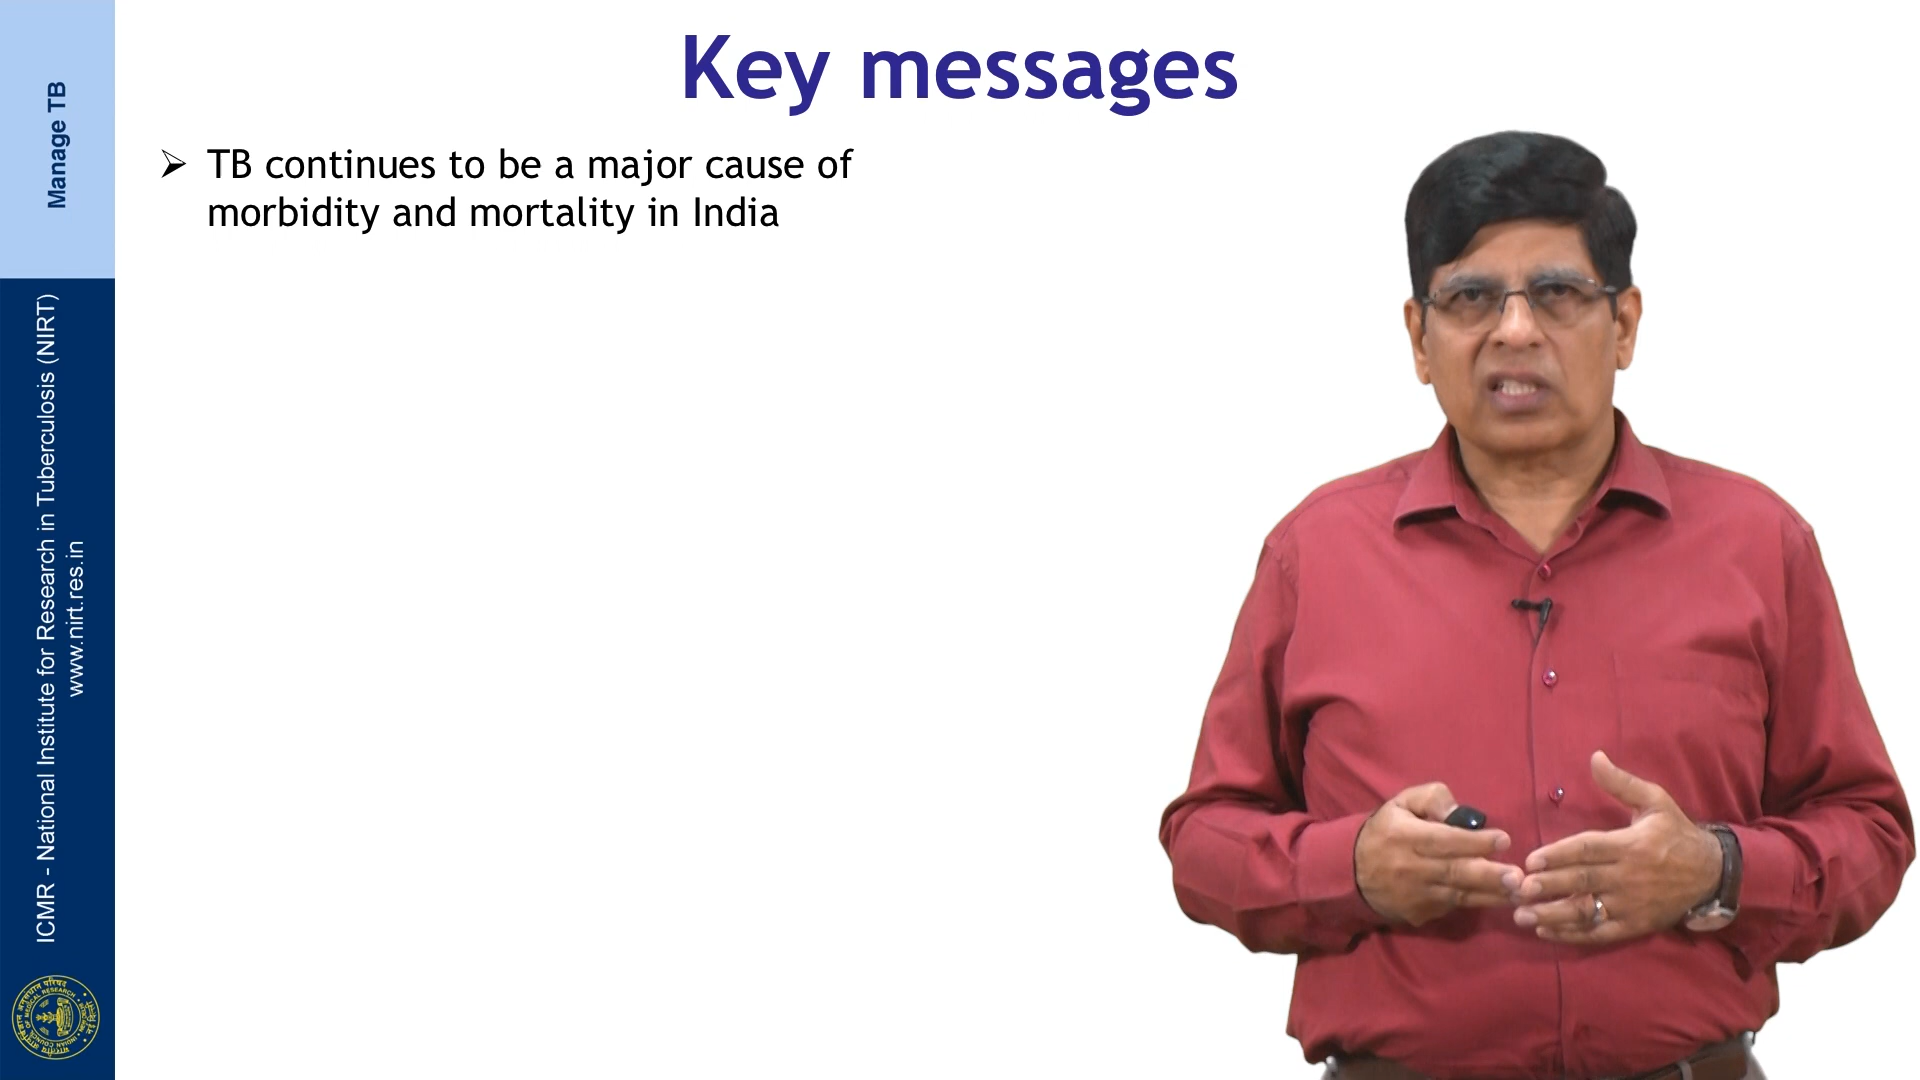 Key messages
➢ TB continues to be a major cause of
morbidity and mortality in India
Manage TB
ICMR - National Institute for Research in Tuberculosis (NIRT)
www.nirt.res.in